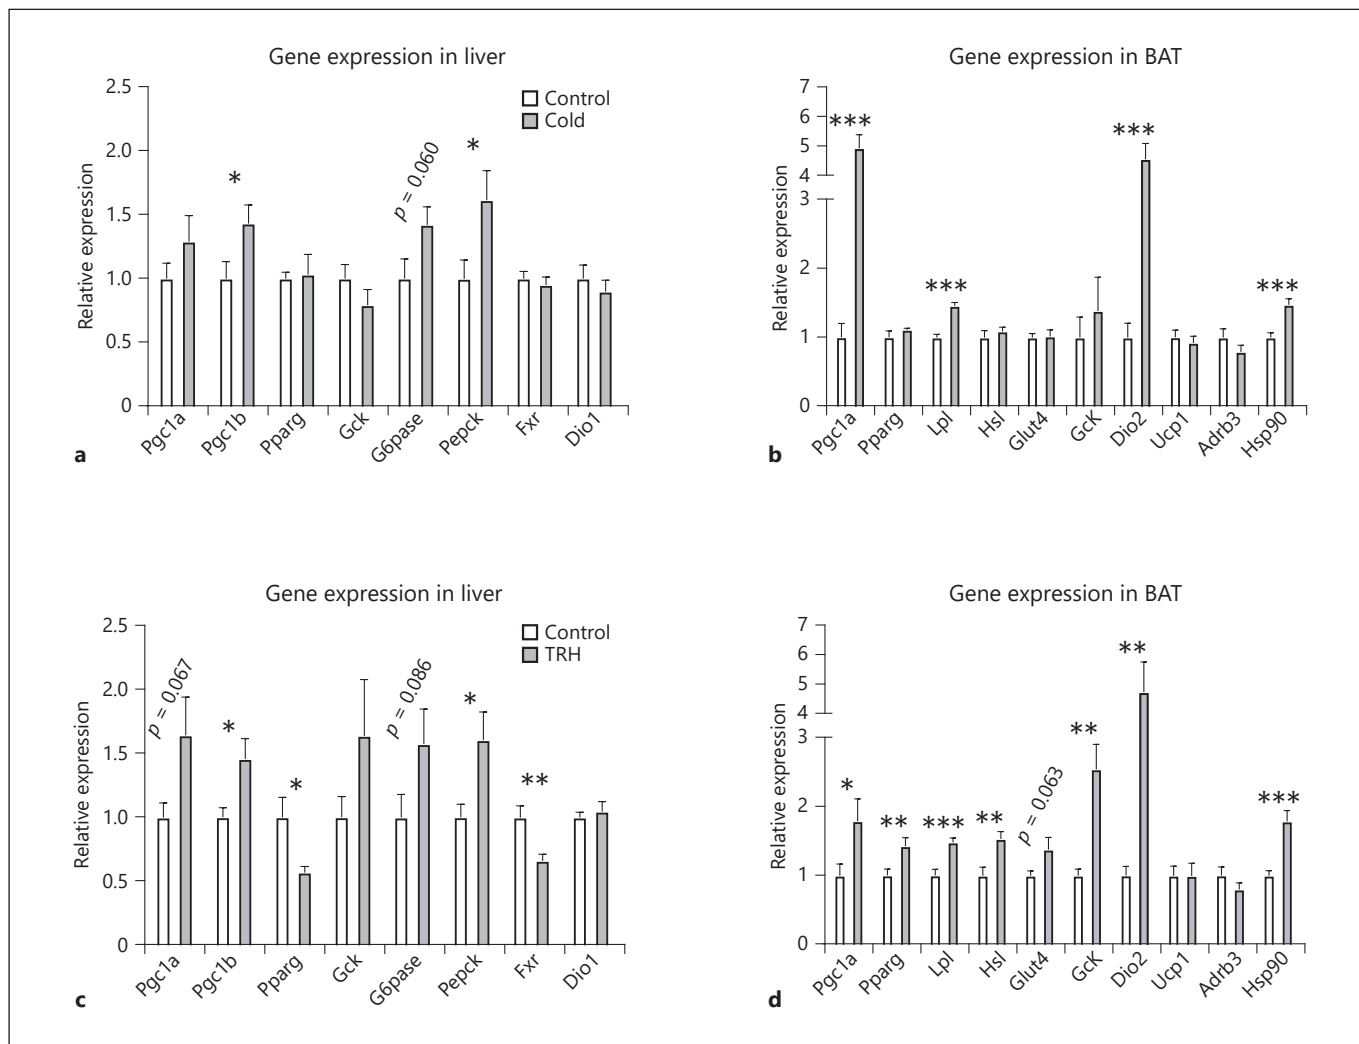 Gene expression in liver
2.5
2.0
1.5
1.0
0.5
0
Relative expression
Control
Cold
*
p = 0.060
*
Pgc1a
Pgc1b
Pparg
Gck
G6pase
Pepck
Fxr
Dio1
a
Gene expression in BAT
7
6
5
4
3
2
1
0
Relative expression
***
***
***
***
Pgc1a
Pparg
Lpl
Hsl
Glut4
GcK
Dio2
Ucp1
Adrb3
Hsp90
b
Gene expression in liver
2.5
2.0
1.5
1.0
0.5
0
Relative expression
Control
TRH
p = 0.067
*
*
p = 0.086
*
**
Pgc1a
Pgc1b
Pparg
Gck
G6pase
Pepck
Fxr
Dio1
c
Gene expression in BAT
7
6
5
4
3
2
1
0
Relative expression
*
**
***
**
p = 0.063
**
**
***
Pgc1a
Pparg
Lpl
Hsl
Glut4
GcK
Dio2
Ucp1
Adrb3
Hsp90
d